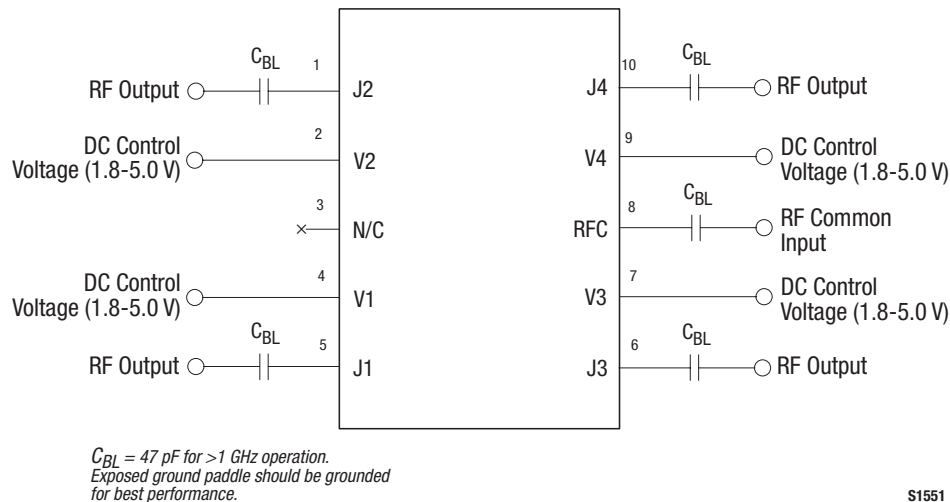 C_BL
1
RF Output
J2
2
DC Control
Voltage (1.8-5.0 V)
V2
3
×
N/C
4
DC Control
Voltage (1.8-5.0 V)
V1
C_BL
5
RF Output
J1
10
C_BL
J4
RF Output
9
V4
DC Control
Voltage (1.8-5.0 V)
C_BL
8
RFC
RF Common
Input
7
V3
DC Control
Voltage (1.8-5.0 V)
C_BL
6
J3
RF Output
C_BL = 47 pF for >1 GHz operation.
Exposed ground paddle should be grounded
for best performance.
S1551